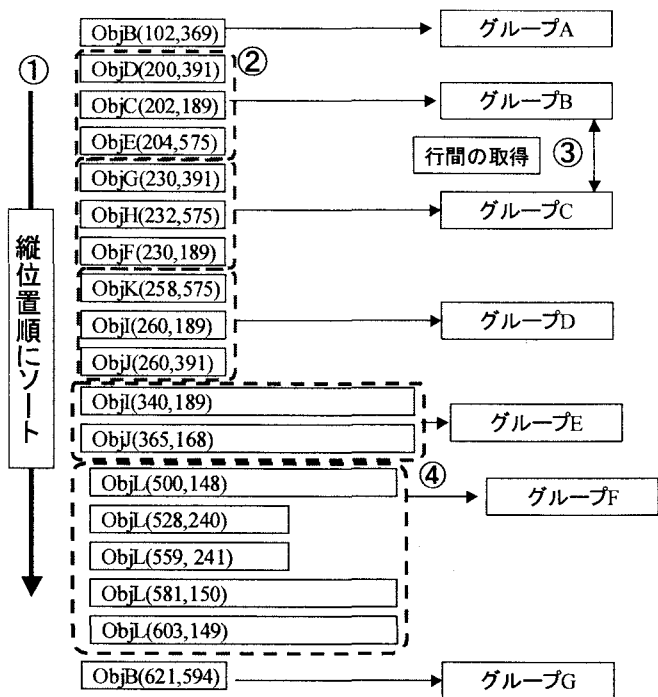 ObjB(102,369)
グループA
①
ObjD(200,391)
②
ObjC(202,189)
グループB
ObjE(204,575)
行間の取得
③
ObjG(230,391)
ObjH(232,575)
グループC
ObjF(230,189)
縦位置順にソート
ObjK(258,575)
ObjI(260,189)
グループD
ObjJ(260,391)
ObjI(340,189)
グループE
ObjJ(365,168)
④
ObjL(500,148)
グループF
ObjL(528,240)
ObjL(559, 241)
ObjL(581,150)
ObjL(603,149)
ObjB(621,594)
グループG